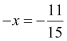 −x = −11/15